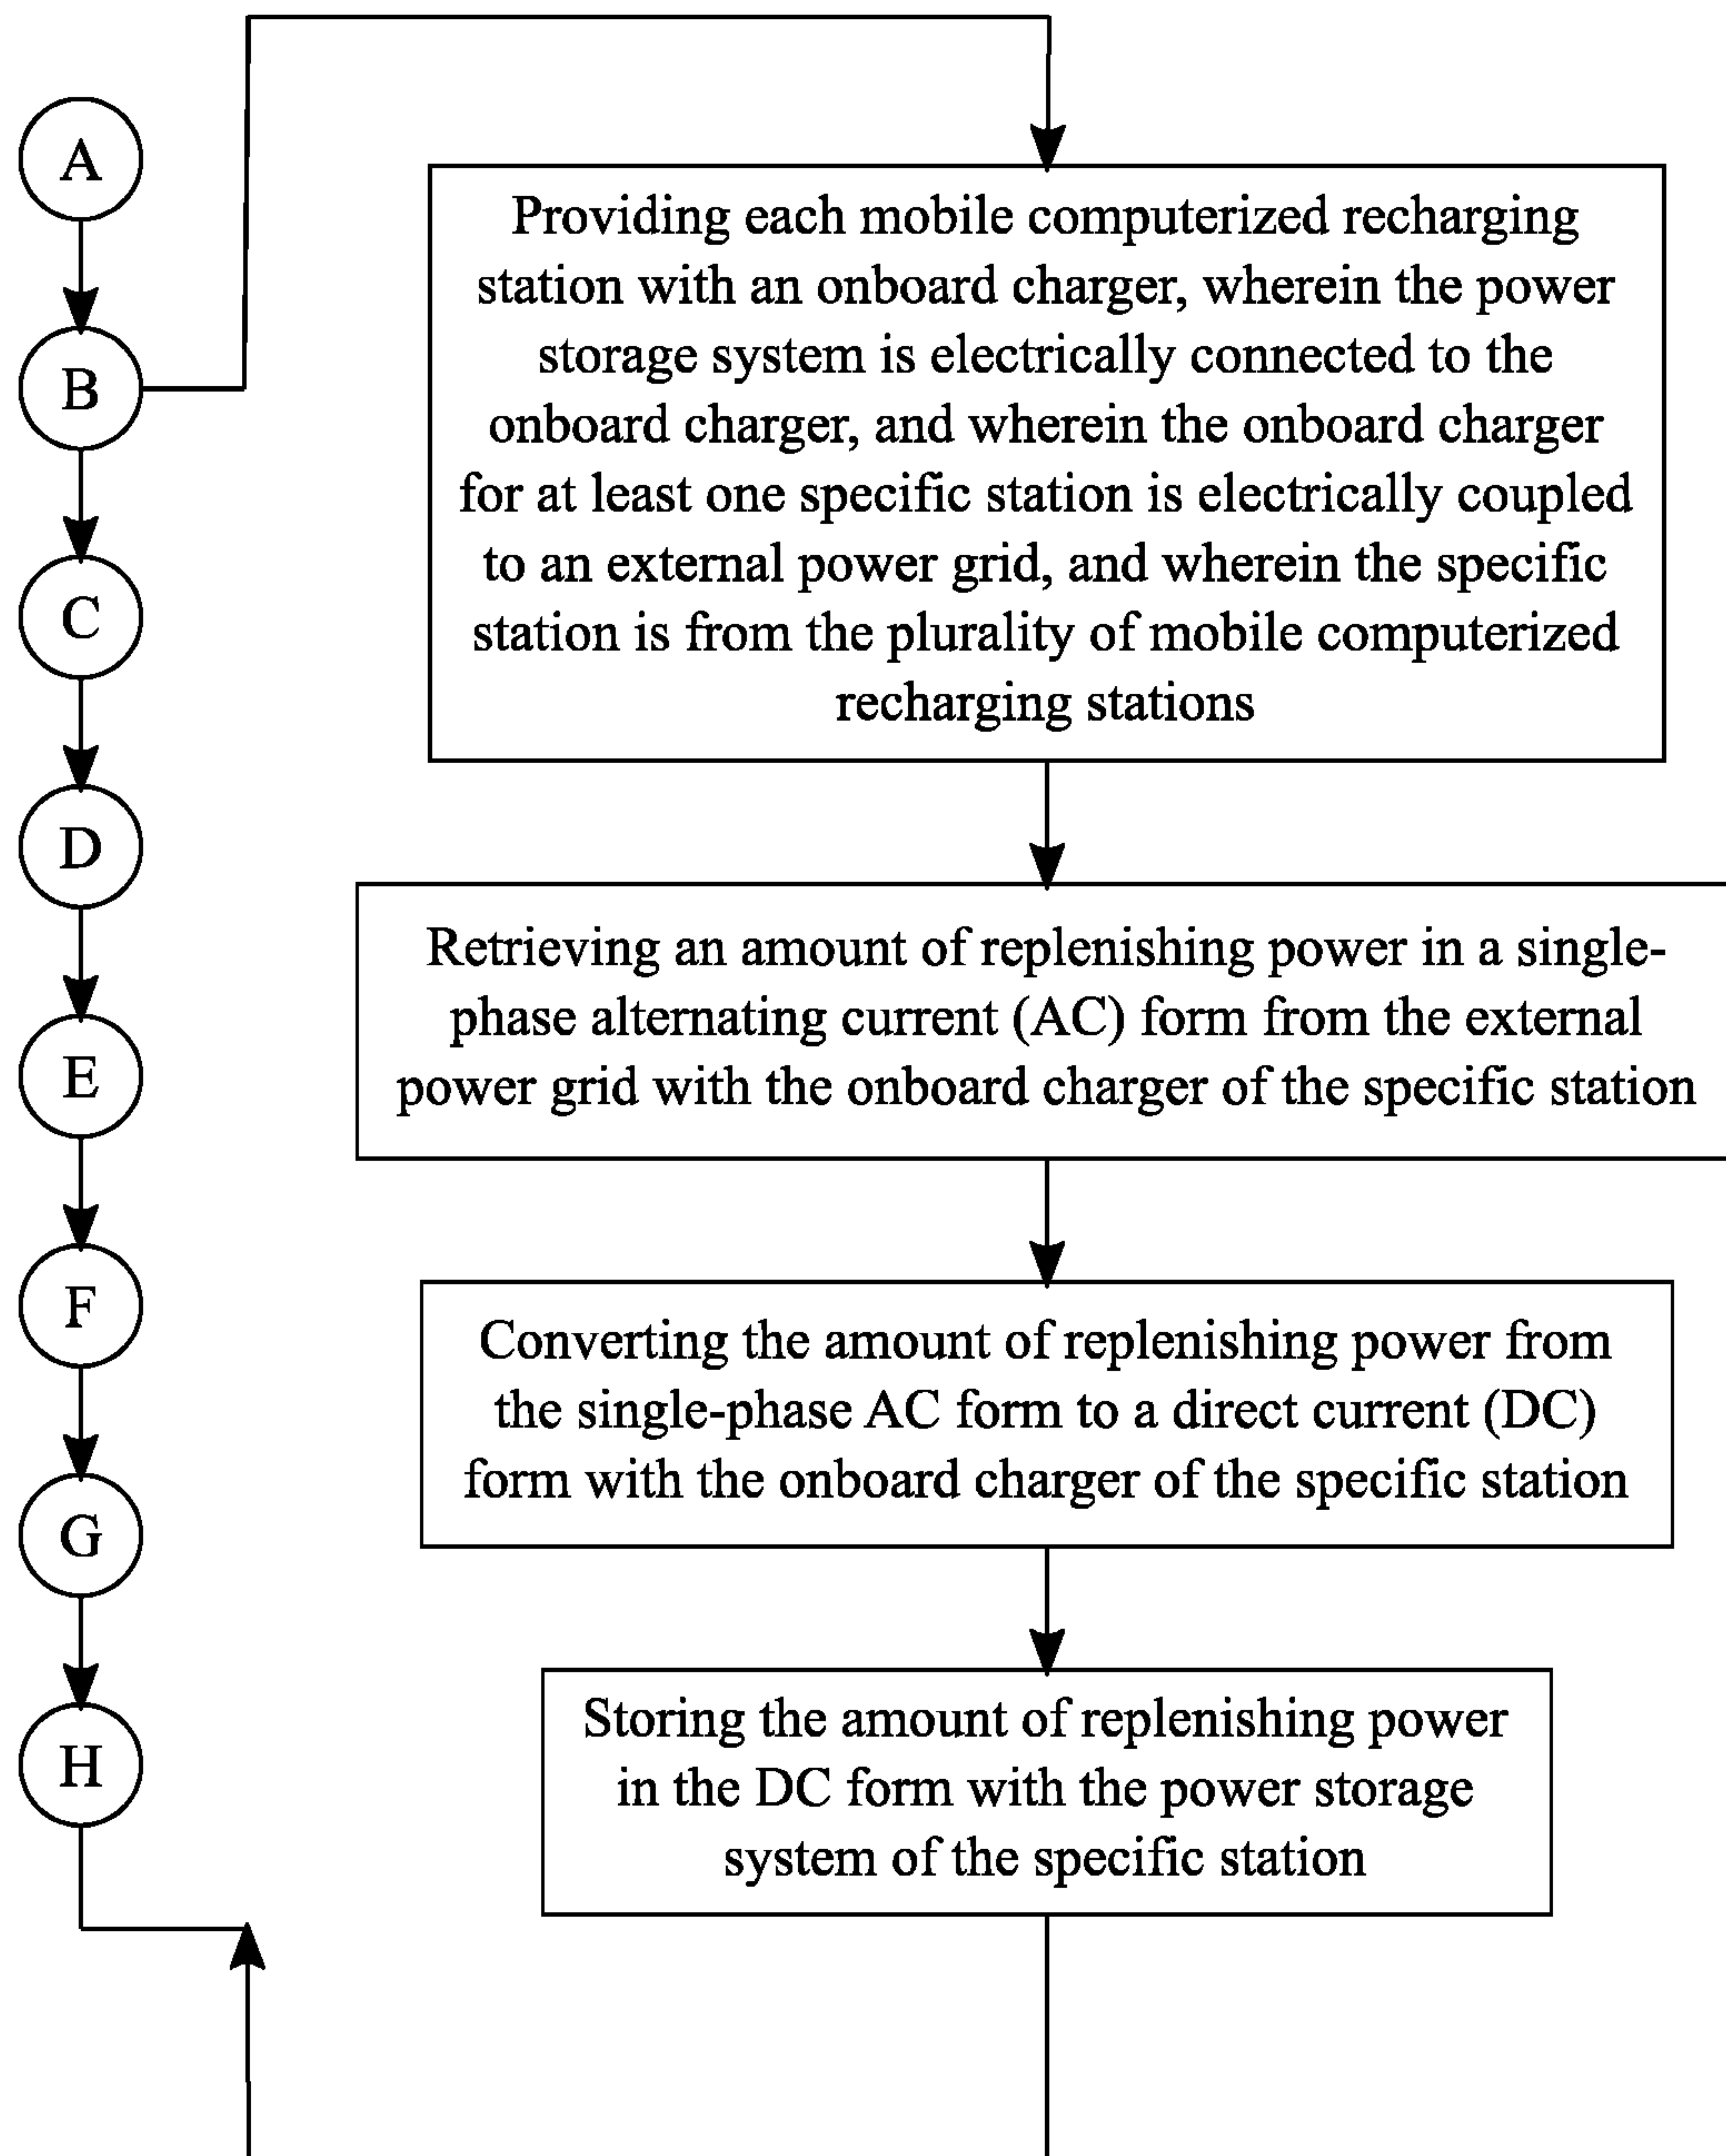 A
B
C
D
E
F
G
H
Providing each mobile computerized recharging
station with an onboard charger, wherein the power
storage system is electrically connected to the
onboard charger, and wherein the onboard charger
for at least one specific station is electrically coupled
to an external power grid, and wherein the specific
station is from the plurality of mobile computerized
recharging stations
Retrieving an amount of replenishing power in a single-
phase alternating current (AC) form from the external
power grid with the onboard charger of the specific station
Converting the amount of replenishing power from
the single-phase AC form to a direct current (DC)
form with the onboard charger of the specific station
Storing the amount of replenishing power
in the DC form with the power storage
system of the specific station